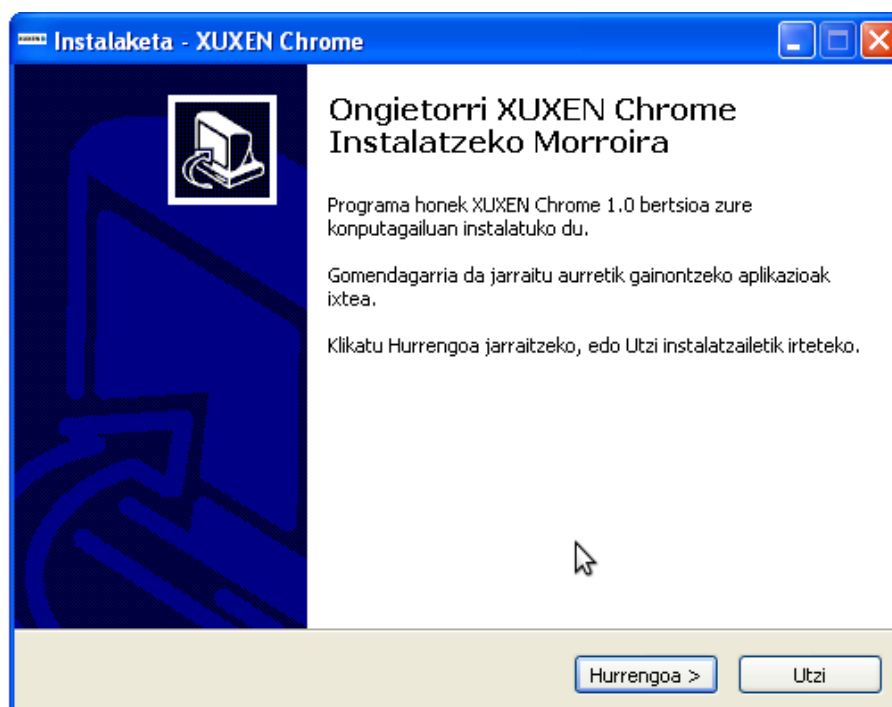 Instalaketa - XUXEN Chrome
Ongietorri XUXEN Chrome
Instalatzeko Morroira
Programa honek XUXEN Chrome 1.0 bertsioa zure
konputagailuan instalatuko du.
Gomendagarria da jarraitu aurretik gainontzeko aplikazioak
ixtea.
Klikatu Hurrengoa jarraitzeko, edo Utzi instalatzailetik irteteko.
Hurrengoa >
Utzi